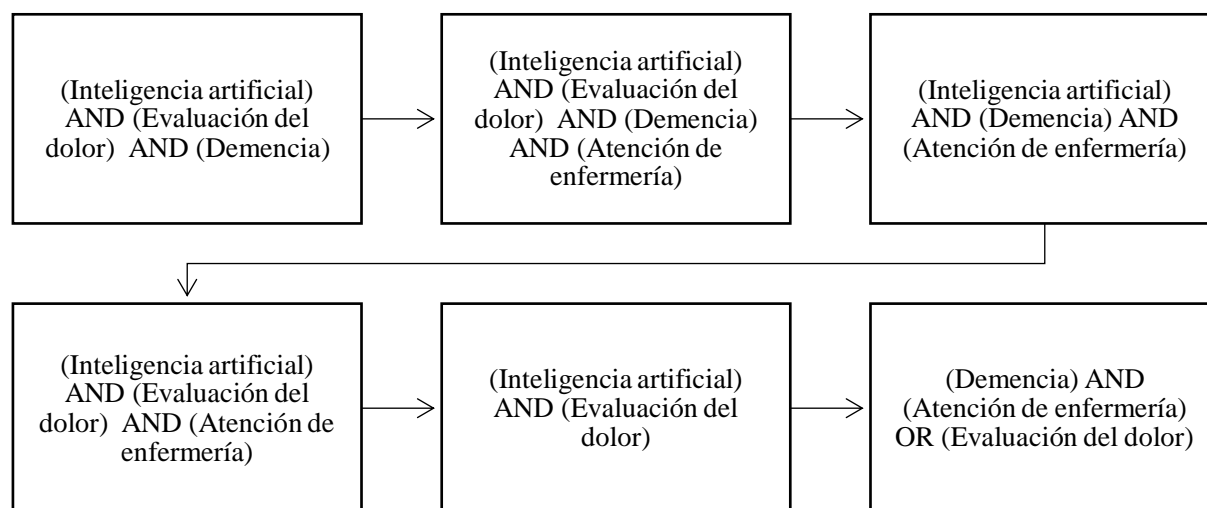 (Inteligencia artificial)
AND (Evaluación del
dolor)  AND (Demencia)
(Inteligencia artificial)
AND (Evaluación del
dolor)  AND (Demencia)
AND (Atención de
enfermería)
(Inteligencia artificial)
AND (Demencia) AND
(Atención de enfermería)
(Inteligencia artificial)
AND (Evaluación del
dolor)  AND (Atención de
enfermería)
(Inteligencia artificial)
AND (Evaluación del
dolor)
(Demencia) AND
(Atención de enfermería)
OR (Evaluación del dolor)